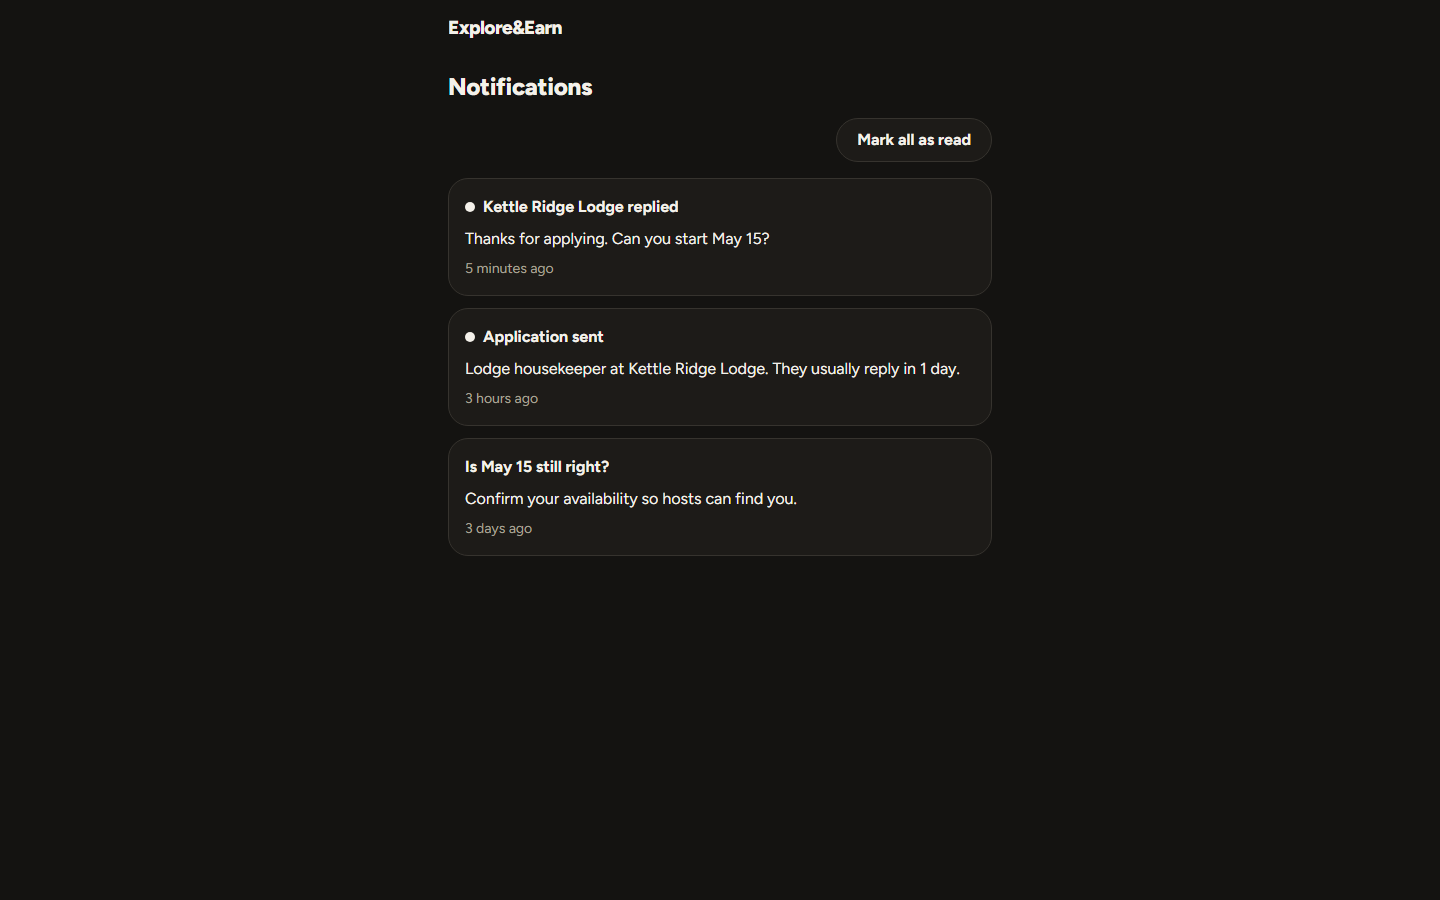 Explore&Earn
Notifications
Mark all as read
Kettle Ridge Lodge replied
Thanks for applying. Can you start May 15?
5 minutes ago
Application sent
Lodge housekeeper at Kettle Ridge Lodge. They usually reply in 1 day.
3 hours ago
Is May 15 still right?
Confirm your availability so hosts can find you.
3 days ago